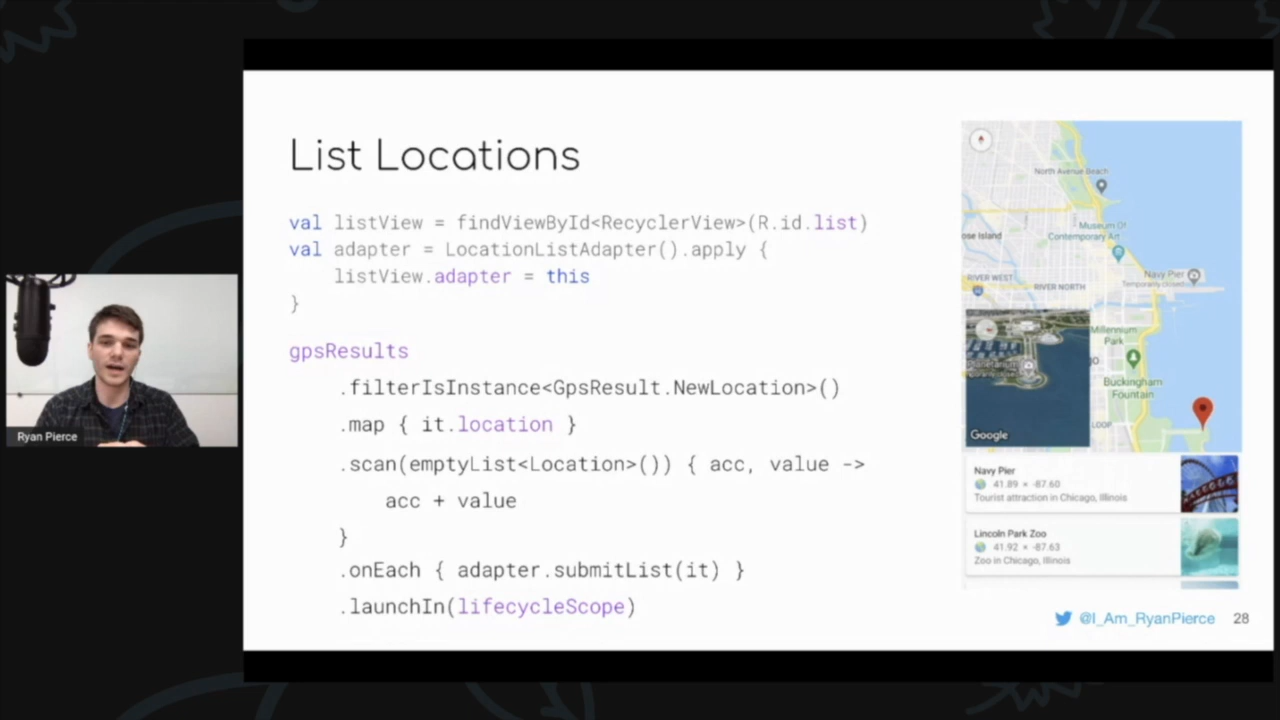 List Locations
val listView = findViewById<RecyclerView>(R.id.list)
val adapter = LocationListAdapter().apply {
listView.adapter = this
}
gpsResults
.filterIsInstance<GpsResult.NewLocation>()
.map { it.location }
.scan(emptyList<Location>()) { acc, value ->
acc + value
}
.onEach { adapter.submitList(it) }
.launchIn(lifecycleScope)
Ryan Pierce
North Avenue Beach
Museum Of
Contemporary Art
ose Island
Navy Pier
Temporarily closed
RIVER WEST
RIVER NORTH
Millennium
Park
Buckingham
Fountain
LOOP
Google
Navy Pier
41.89 × -87.60
Tourist attraction in Chicago, Illinois
Lincoln Park Zoo
41.92 × -87.63
Zoo in Chicago, Illinois
@I_Am_RyanPierce
28